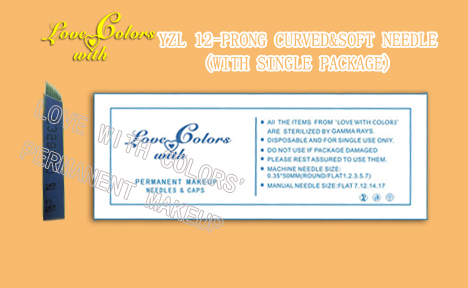 Love Colors
with
YZL 12-PRONG CURVED&SOFT NEEDLE
(WITH SINGLE PACKAGE)
Love Colors
with
PERMANENT MAKEUP
NEEDLES & CAPS
All THE ITEMS FROM "LOVE WITH COLORS"
ARE STERILIZED BY GAMMA RAYS.
DISPOSABLE AND FOR SINGLE USE ONLY.
DO NOT USE IF PACKAGE DAMAGED
PLEASE REST ASSURED TO USE THEM.
MACHINE NEEDLE SIZE:
0.35*50MM(ROUND/FLAT1.2.3.5.7)
MANUAL NEEDLE SIZE: FLAT 7.12.14.17
LOVE WITH COLORS'
PERMANENT MAKEUP